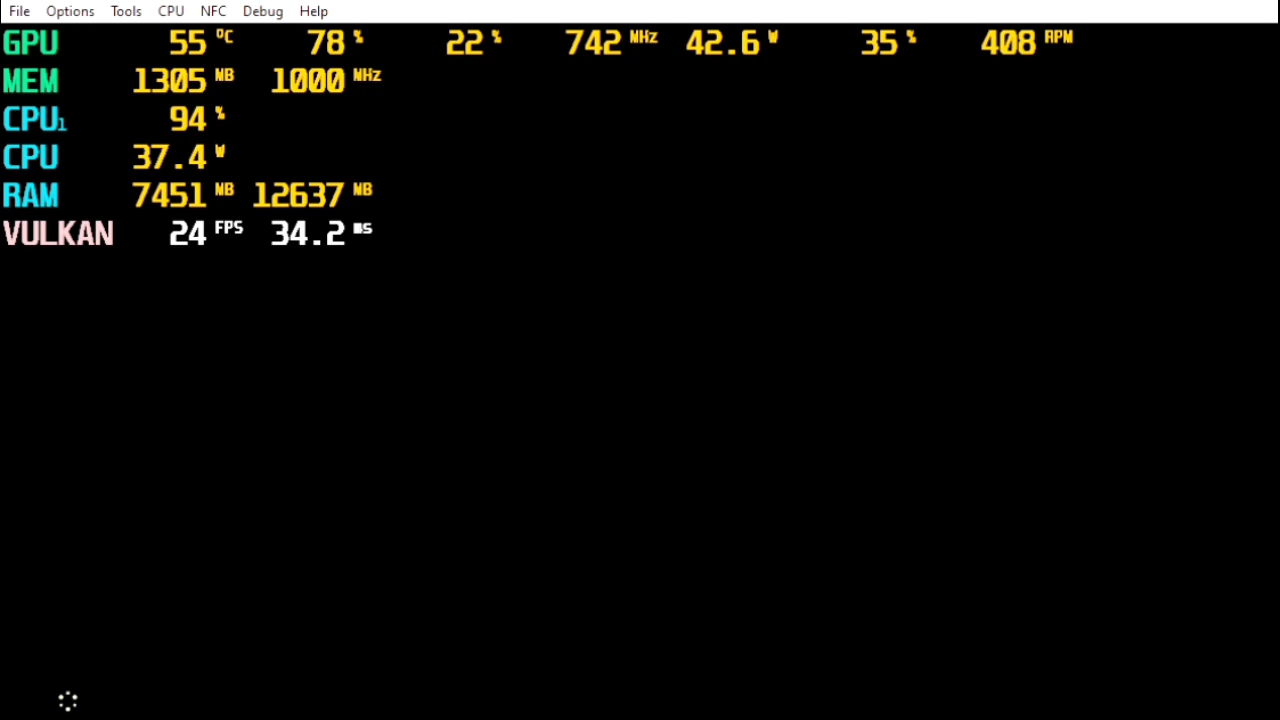 File Options Tools CPU NFC Debug Help
GPU 55 °C 78 % 22 % 742 MHz 42.6 W 35 % 408 RPM
MEM 1305 MB 1000 MHz
CPU1 94 %
CPU 37.4 W
RAM 7451 MB 12637 MB
VULKAN 24 FPS 34.2 ms